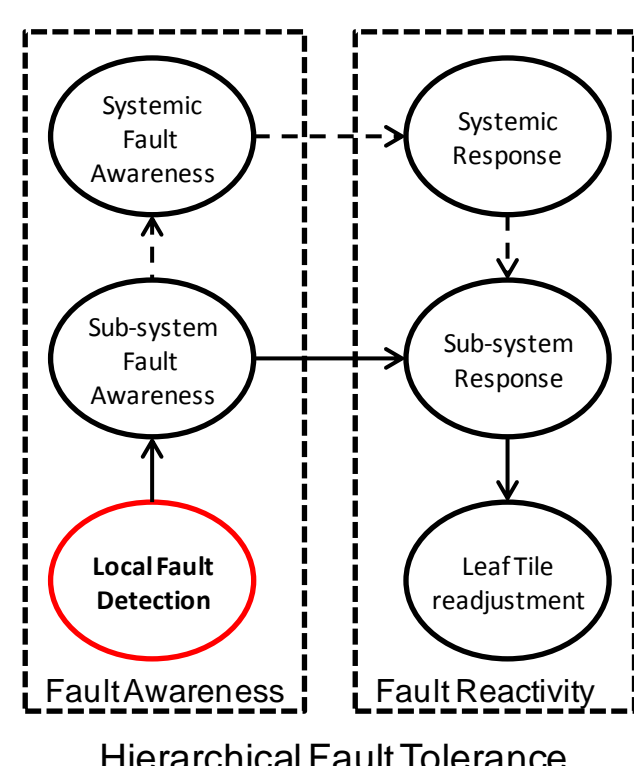 Systemic
Fault
Awareness
Systemic
Response
Sub-system
Fault
Awareness
Sub-system
Response
Local Fault
Detection
Leaf Tile
readjustment
Fault Awareness
Fault Reactivity
Hierarchical Fault Tolerance